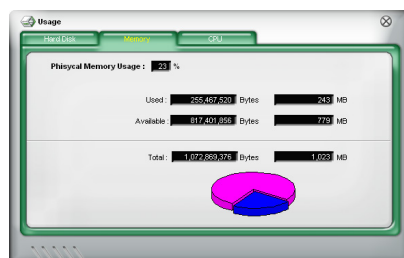 Usage
Hard Disk Memory CPU
Phisycal Memory Usage : 23 %
Used : 255,467,520 Bytes 243 MB
Available : 817,401,856 Bytes 779 MB
Total : 1,072,869,376 Bytes 1,023 MB